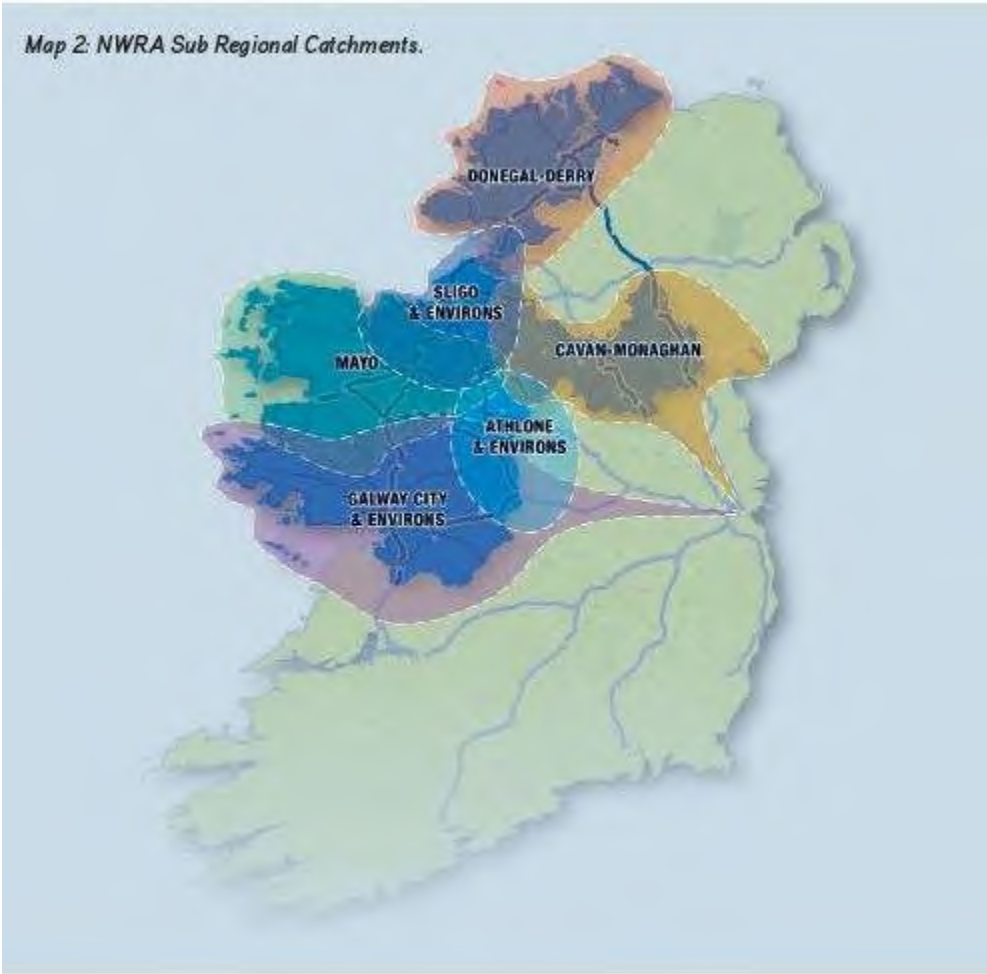 Map 2: NWRA Sub Regional Catchments.
DONEGAL-DERRY
SLIGO
& ENVIRONS
MAYO
CAVAN-MONAGHAN
ATHLONE
& ENVIRONS
GALWAY CITY
& ENVIRONS